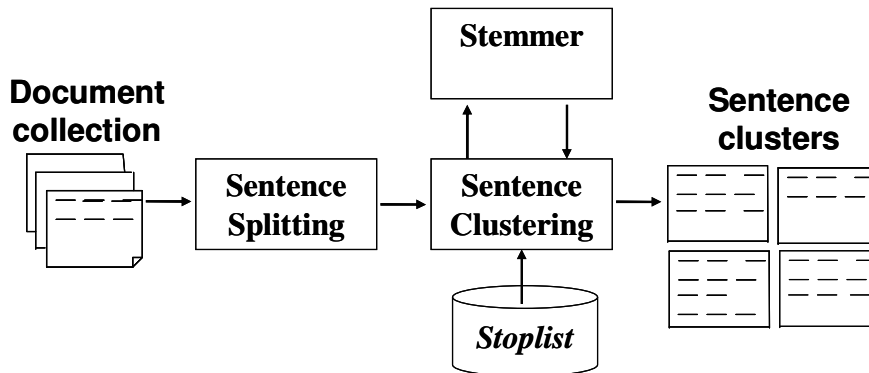 Stemmer
Document
collection
Sentence
clusters
Sentence
Splitting
Sentence
Clustering
Stoplist